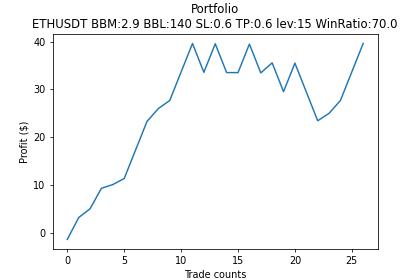 Portfolio
ETHUSDT BBM:2.9 BBL:140 SL:0.6 TP:0.6 lev:15 WinRatio:70.0
40
30
20
10
0
Profit ($)
0 5 10 15 20 25
Trade counts